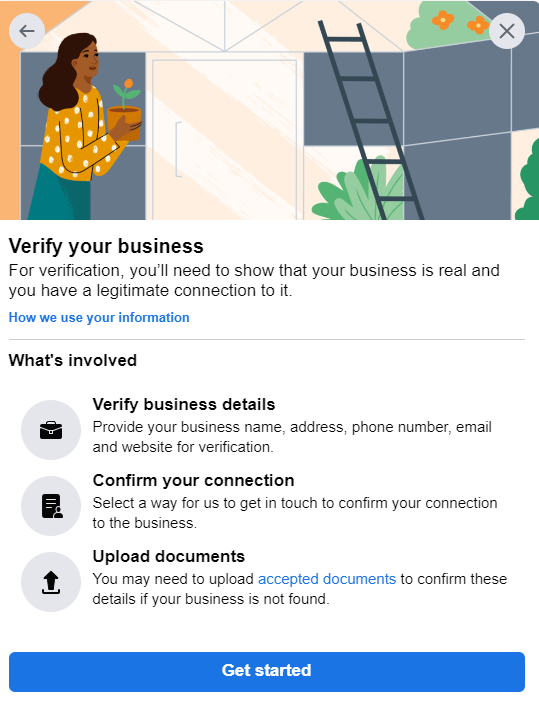 Verify your business
For verification, you’ll need to show that your business is real and
you have a legitimate connection to it.
How we use your information
What's involved
Verify business details
Provide your business name, address, phone number, email
and website for verification.
Confirm your connection
Select a way for us to get in touch to confirm your connection
to the business.
Upload documents
You may need to upload accepted documents to confirm these
details if your business is not found.
Get started